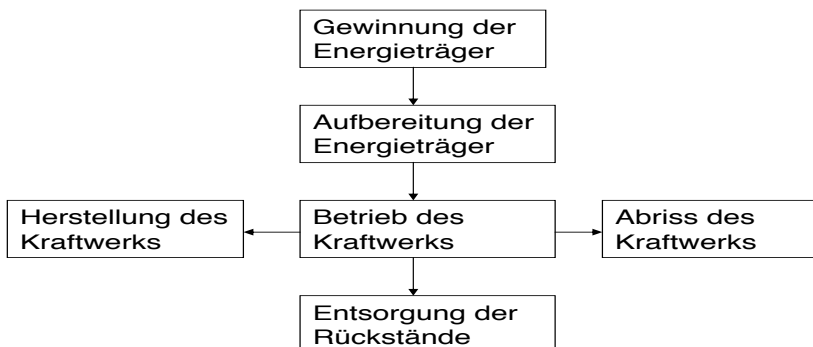 Gewinnung der
Energieträger
Aufbereitung der
Energieträger
Herstellung des
Kraftwerks
Betrieb des
Kraftwerks
Abriss des
Kraftwerks
Entsorgung der
Rückstände